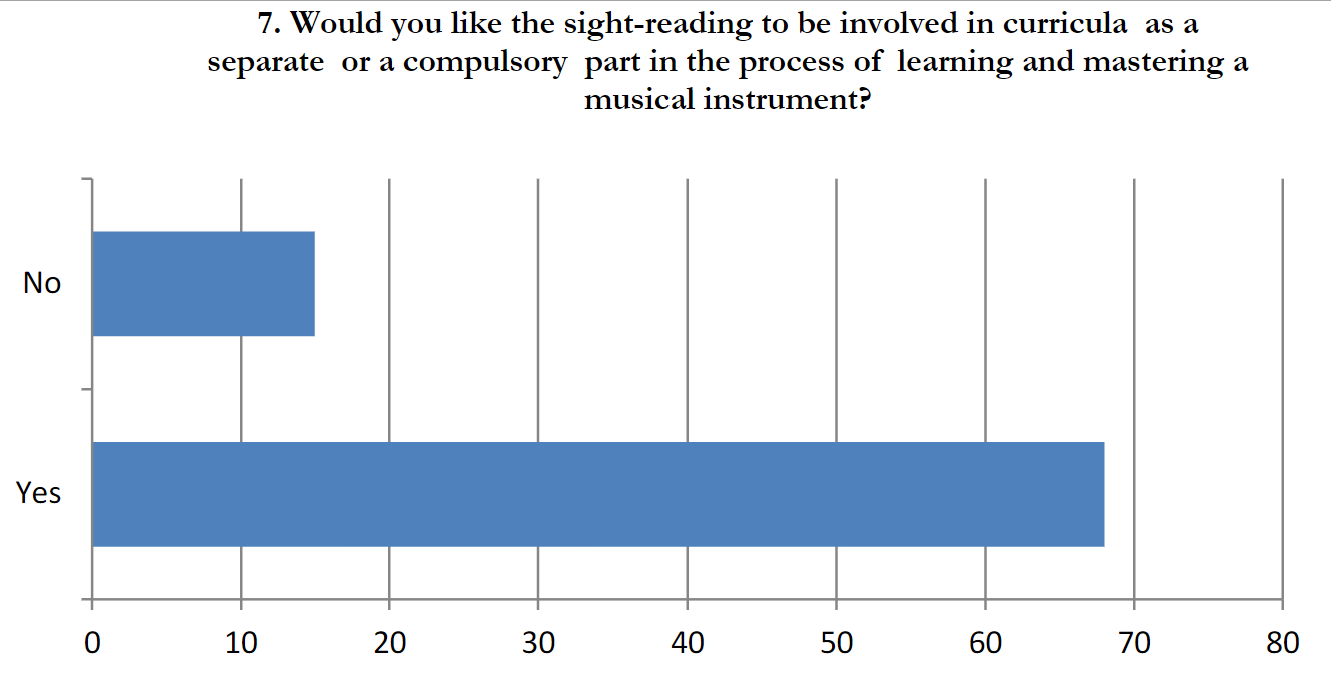 7. Would you like the sight-reading to be involved in curricula as a
separate or a compulsory part in the process of learning and mastering a
musical instrument?
No
Yes
0 10 20 30 40 50 60 70 80